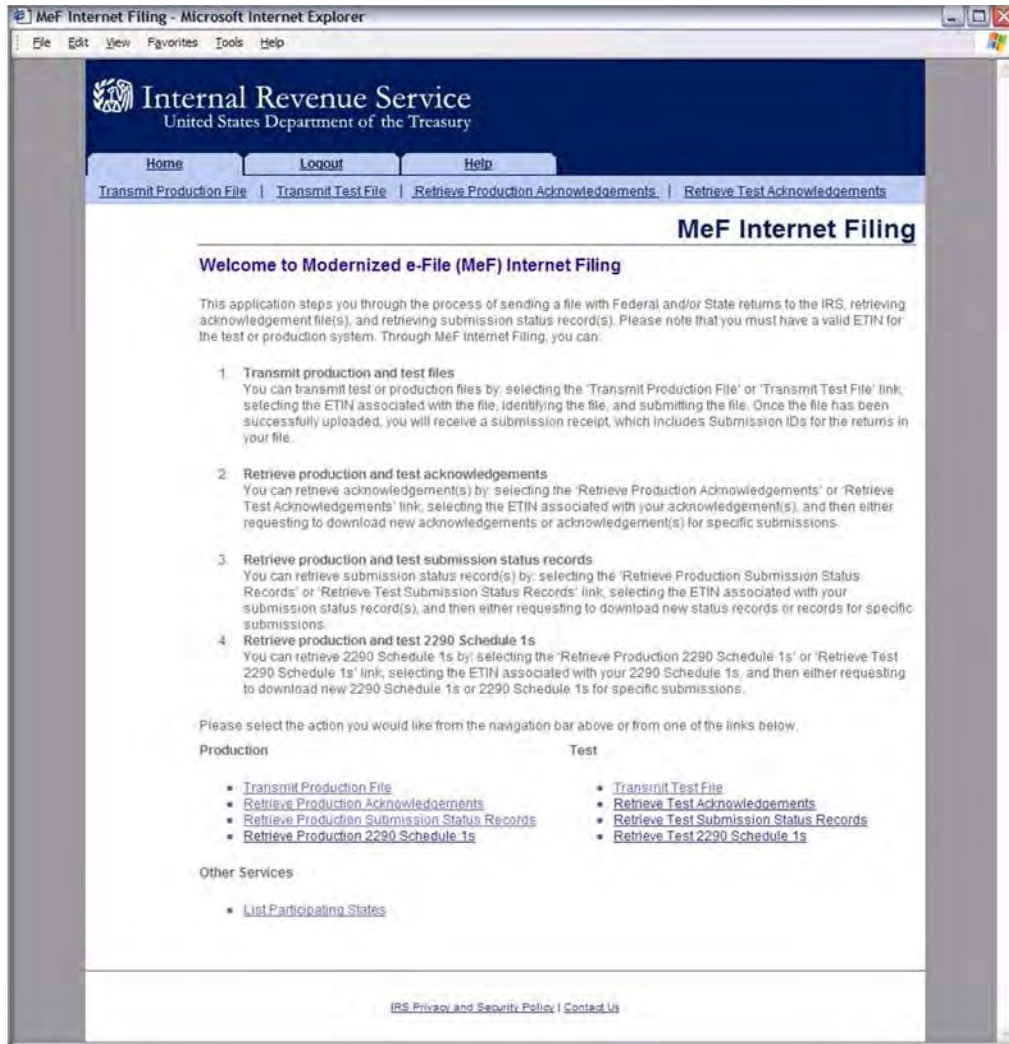 MeF Internet Filing - Microsoft Internet Explorer
File Edit View Favorites Tools Help
Internal Revenue Service
United States Department of the Treasury
Home Logout Help
Transmit Production File | Transmit Test File | Retrieve Production Acknowledgements | Retrieve Test Acknowledgements
MeF Internet Filing
Welcome to Modernized e-File (MeF) Internet Filing
This application steps you through the process of sending a file with Federal and/or State returns to the IRS, retrieving
acknowledgement file(s), and retrieving submission status record(s). Please note that you must have a valid ETIN for
the test or production system. Through MeF Internet Filing, you can:
1. Transmit production and test files
You can transmit test or production files by: selecting the 'Transmit Production File' or 'Transmit Test File' link,
selecting the ETIN associated with the file, identifying the file, and submitting the file. Once the file has been
successfully uploaded, you will receive a submission receipt, which includes Submission IDs for the returns in
your file.
2. Retrieve production and test acknowledgements
You can retrieve acknowledgement(s) by: selecting the 'Retrieve Production Acknowledgements' or 'Retrieve
Test Acknowledgements' link, selecting the ETIN associated with your acknowledgement(s), and then either
requesting to download new acknowledgements or acknowledgement(s) for specific submissions.
3. Retrieve production and test submission status records
You can retrieve submission status record(s) by: selecting the 'Retrieve Production Submission Status
Records' or 'Retrieve Test Submission Status Records' link, selecting the ETIN associated with your
submission status record(s), and then either requesting to download new status records or records for specific
submissions.
4. Retrieve production and test 2290 Schedule 1s
You can retrieve 2290 Schedule 1s by: selecting the 'Retrieve Production 2290 Schedule 1s' or 'Retrieve Test
2290 Schedule 1s' link, selecting the ETIN associated with your 2290 Schedule 1s, and then either requesting
to download new 2290 Schedule 1s or 2290 Schedule 1s for specific submissions.
Please select the action you would like from the navigation bar above or from one of the links below.
Production
Transmit Production File
Retrieve Production Acknowledgements
Retrieve Production Submission Status Records
Retrieve Production 2290 Schedule 1s
Test
Transmit Test File
Retrieve Test Acknowledgements
Retrieve Test Submission Status Records
Retrieve Test 2290 Schedule 1s
Other Services
List Participating States
IRS Privacy and Security Policy | Contact Us